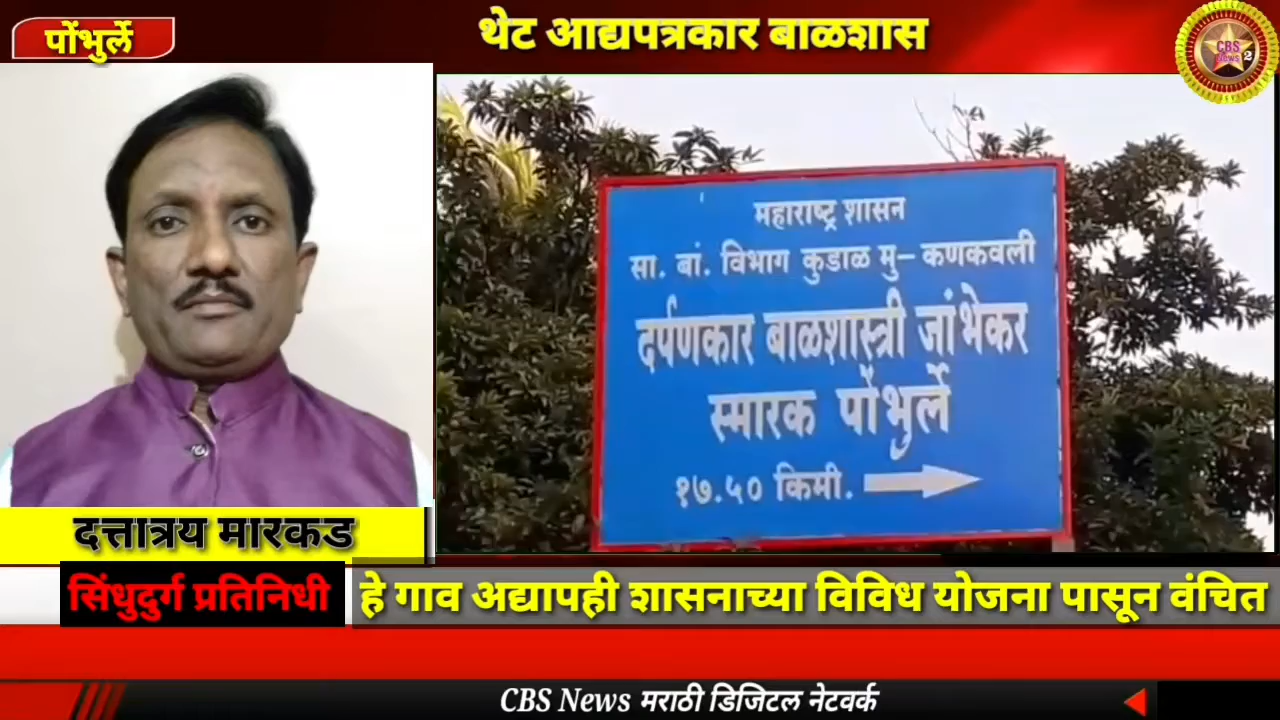 पोंभुर्ले
थेट आद्यपत्रकार बाळशास
CBS
News 2
महाराष्ट्र शासन
सा. बां. विभाग कुडाळ मु– कणकवली
दर्पणकार बाळशास्त्री जांभेकर
स्मारक पोंभुर्ले
१७.५० किमी.
दत्तात्रय मारकड
सिंधुदुर्ग प्रतिनिधी
हे गाव अद्यापही शासनाच्या विविध योजना पासून वंचित
CBS News मराठी डिजिटल नेटवर्क